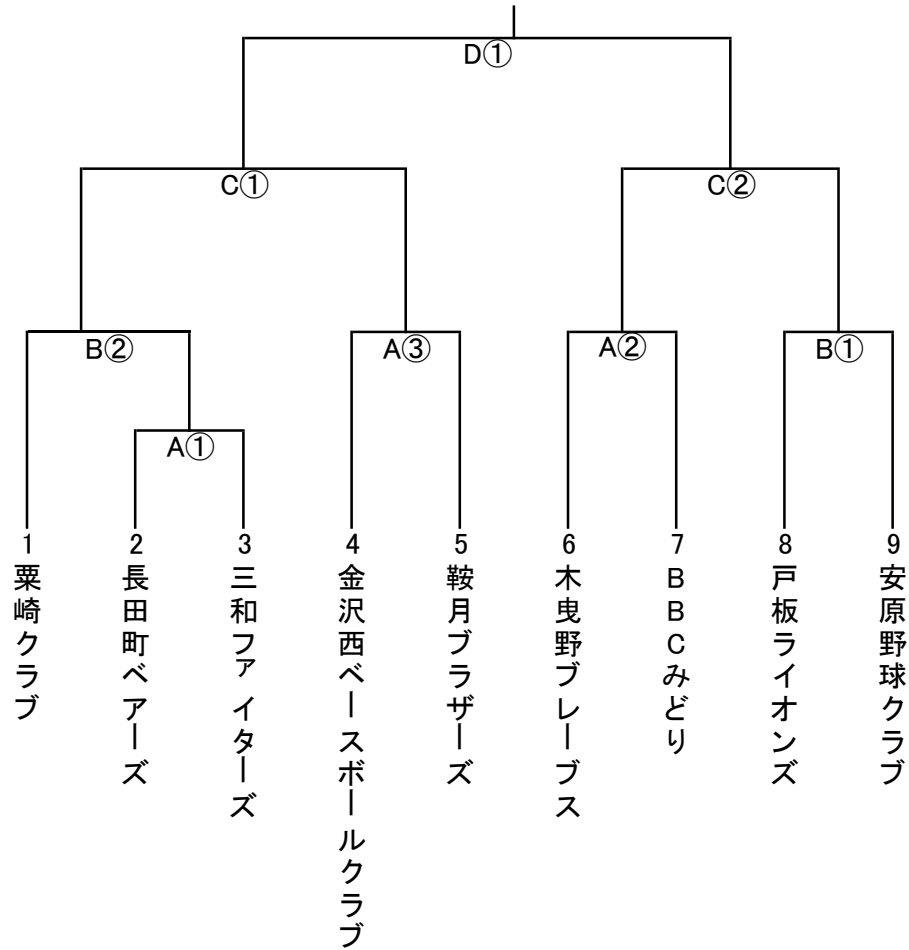 D①
C①
C②
B②
A③
A②
B①
A①
1 粟崎クラブ
2 長田町ベアーズ
3 三和ファイターズ
4 金沢西ベースボールクラブ
5 鞍月ブラザーズ
6 木曳野ブレーブス
7 BBCみどり
8 戸板ライオンズ
9 安原野球クラブ